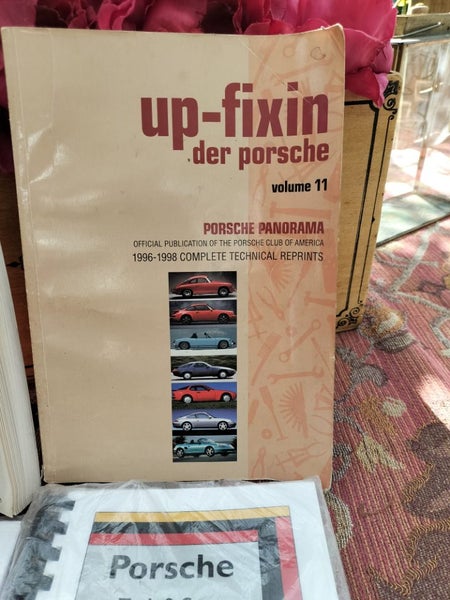 up-fixin
der porsche
volume 11
PORSCHE PANORAMA
OFFICIAL PUBLICATION OF THE PORSCHE CLUB OF AMERICA
1996-1998 COMPLETE TECHNICAL REPRINTS
Porsche